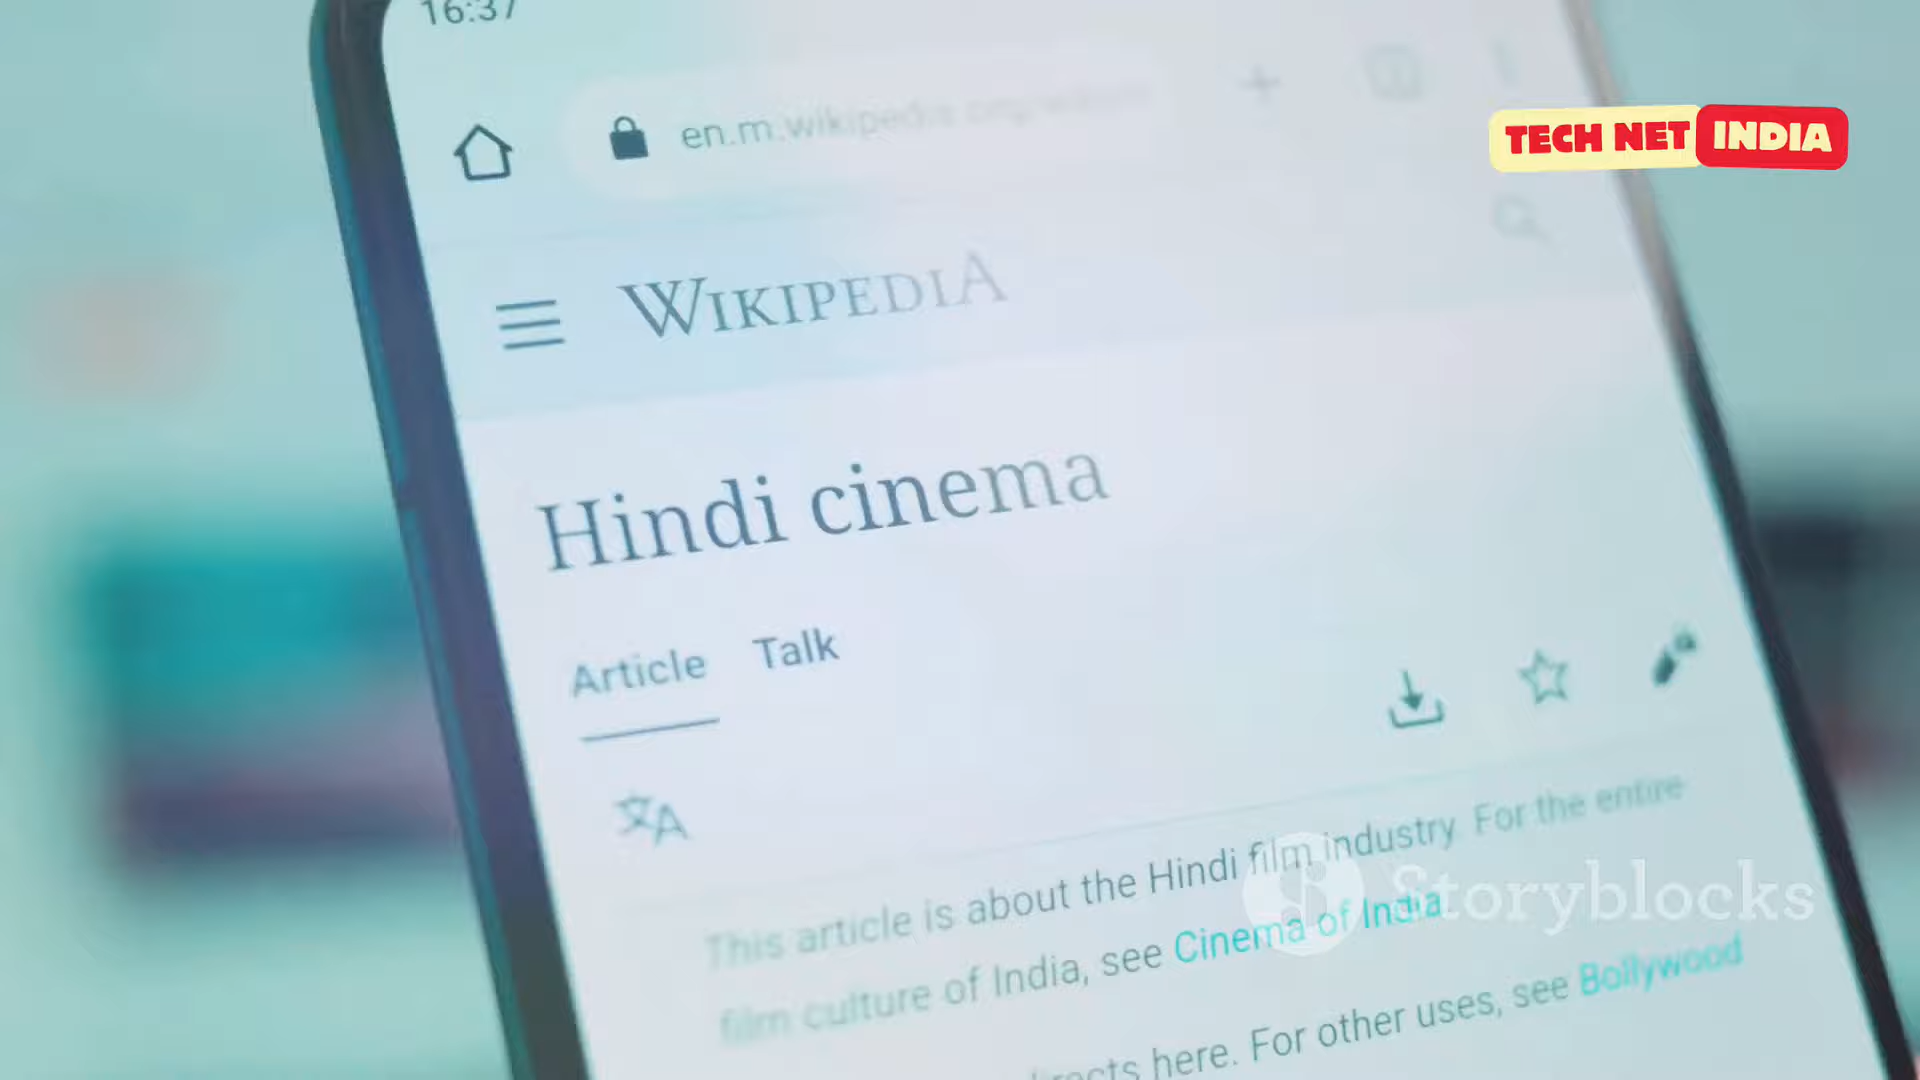 16:37
en.m.wikipedia.org
TECH NET INDIA
WIKIPEDIA
Hindi cinema
Article Talk
This article is about the Hindi film industry. For the entire
film culture of India, see Cinema of India.
Storyblocks
here. For other uses, see Bollywood